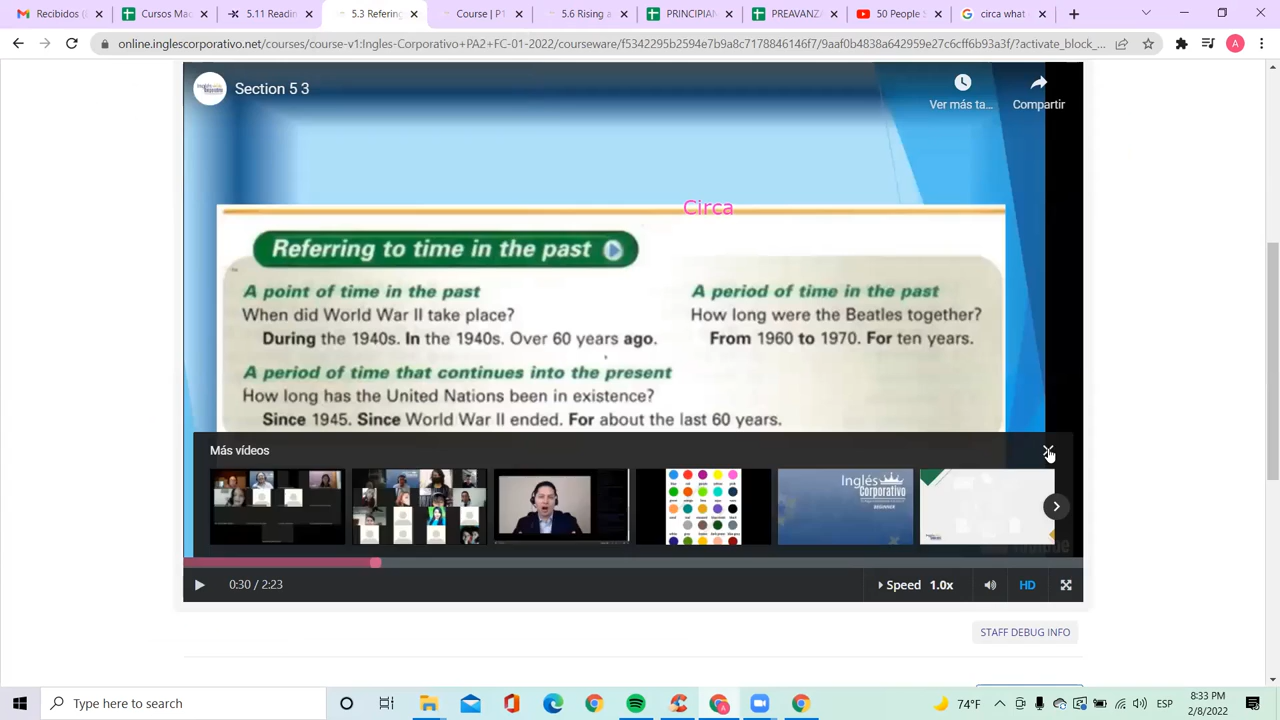 Recibidos (
Cursos Mac
5.11 Readin
5.3 Refering
Course | P1
5.6 Rising a
PRINCIPIAN
PREAVANZA
50 People S
circa what
online.inglescorporativo.net/courses/course-v1:Ingles-Corporativo+PAV+FC-01-2022/courseware/f5342295b2594e7b9a8c7178846146f7/9aaf0b4838a642959e27c6cff6b93a3f/?activate_block_...
A
Section 5 3
Ver más ta...
Compartir
Circa
Referring to time in the past
A point of time in the past
When did World War II take place?
During the 1940s. In the 1940s. Over 60 years ago.
A period of time in the past
How long were the Beatles together?
From 1960 to 1970. For ten years.
A period of time that continues into the present
How long has the United Nations been in existence?
Since 1945. Since World War II ended. For about the last 60 years.
Más vídeos
Inglés
Corporativo
BEGINNER
0:30 / 2:23
Speed 1.0x
HD
STAFF DEBUG INFO
Type here to search
74°F
ESP
8:33 PM
2/8/2022